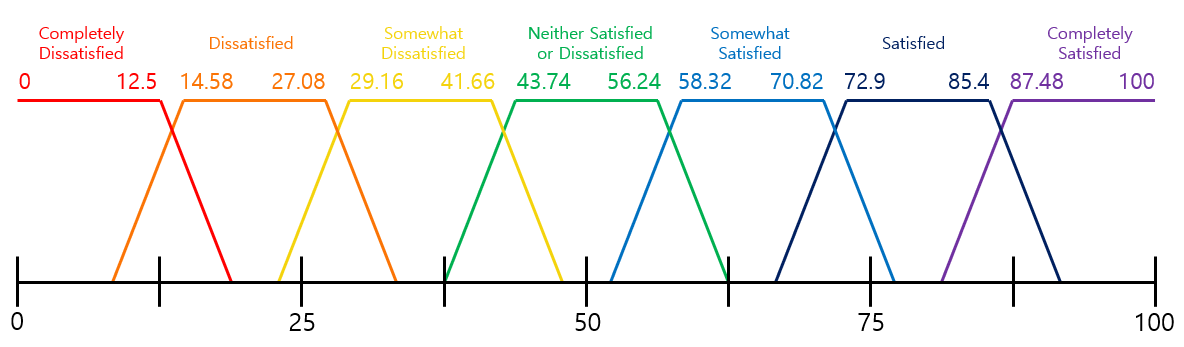 Completely
Dissatisfied
Dissatisfied
Somewhat
Dissatisfied
Neither Satisfied
or Dissatisfied
Somewhat
Satisfied
Satisfied
Completely
Satisfied
0 12.5 14.58 27.08 29.16 41.66 43.74 56.24 58.32 70.82 72.9 85.4 87.48 100
0 25 50 75 100